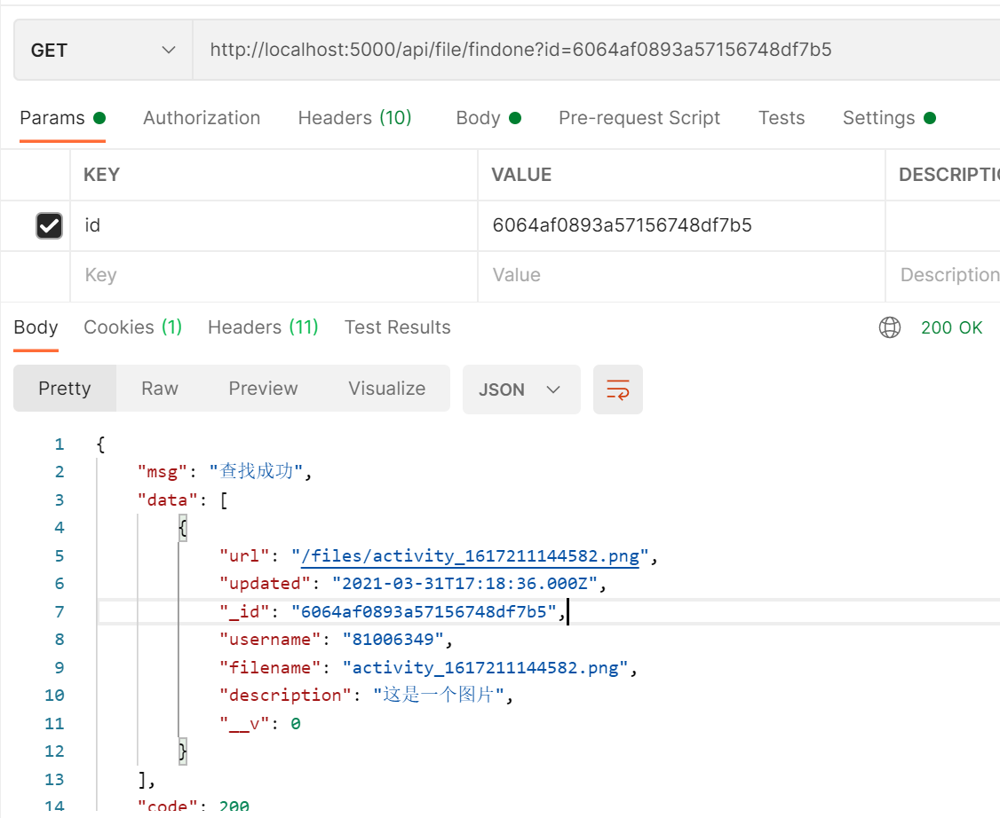 GET http://localhost:5000/api/file/findone?id=6064af0893a57156748df7b5
Params Authorization Headers (10) Body Pre-request Script Tests Settings
KEY VALUE DESCRIPTIO
id 6064af0893a57156748df7b5
Key Value Description
Body Cookies (1) Headers (11) Test Results 200 OK
Pretty Raw Preview Visualize JSON
1 {
2 "msg": "查找成功",
3 "data": [
4 {
5 "url": "/files/activity_1617211144582.png",
6 "updated": "2021-03-31T17:18:36.000Z",
7 "_id": "6064af0893a57156748df7b5",
8 "username": "81006349",
9 "filename": "activity_1617211144582.png",
10 "description": "这是一个图片",
11 "__v": 0
12 }
13 ],
14 "code": 200